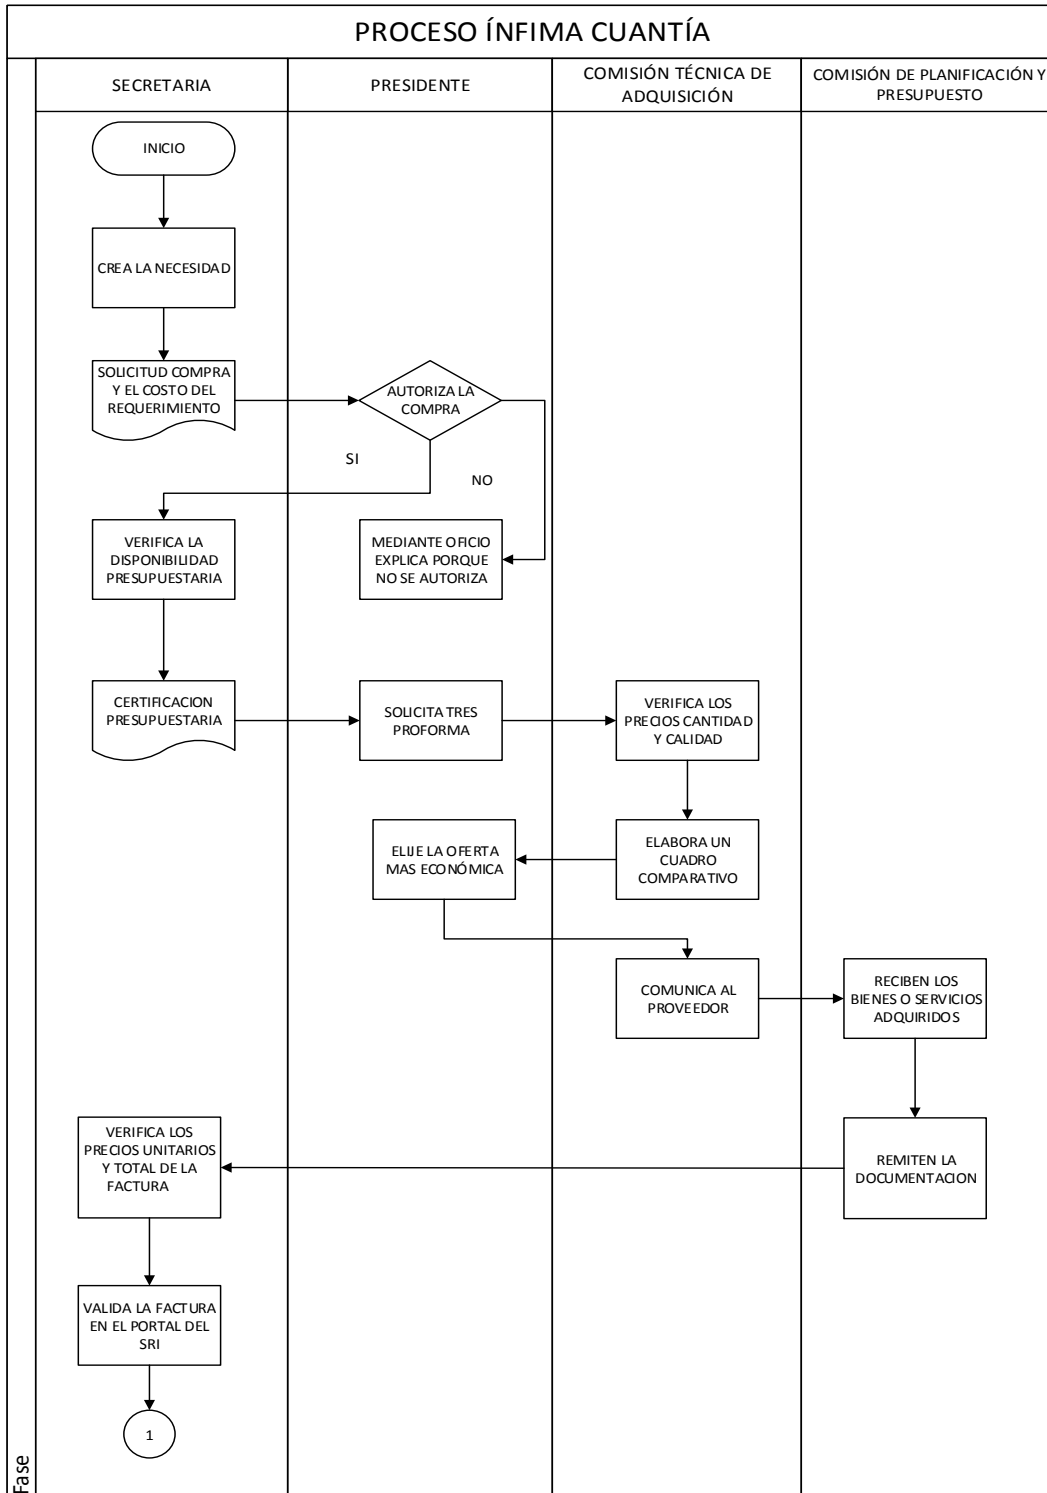 PROCESO ÍNFIMA CUANTÍA
SECRETARIA
PRESIDENTE
COMISIÓN TÉCNICA DE
ADQUISICIÓN
COMISIÓN DE PLANIFICACIÓN Y
PRESUPUESTO
INICIO
CREA LA NECESIDAD
SOLICITUD COMPRA
Y EL COSTO DEL
REQUERIMIENTO
AUTORIZA LA
COMPRA
SI
NO
VERIFICA LA
DISPONIBILIDAD
PRESUPUESTARIA
MEDIANTE OFICIO
EXPLICA PORQUE
NO SE AUTORIZA
CERTIFICACION
PRESUPUESTARIA
SOLICITA TRES
PROFORMA
VERIFICA LOS
PRECIOS CANTIDAD
Y CALIDAD
ELIJE LA OFERTA
MAS ECONÓMICA
ELABORA UN
CUADRO
COMPARATIVO
COMUNICA AL
PROVEEDOR
RECIBEN LOS
BIENES O SERVICIOS
ADQUIRIDOS
VERIFICA LOS
PRECIOS UNITARIOS
Y TOTAL DE LA
FACTURA
REMITEN LA
DOCUMENTACION
VALIDA LA FACTURA
EN EL PORTAL DEL
SRI
1
Fase